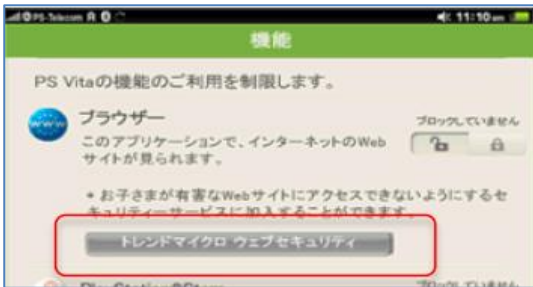 PS-Telecom 11:10am
機能
PS Vitaの機能のご利用を制限します。
ブラウザー
ブロックしていません
このアプリケーションで、インターネットのWeb
サイトが見られます。
* お子さまが有害なWebサイトにアクセスできないようにするセ
キュリティーサービスに加入することができます。
トレンドマイクロ ウェブセキュリティ